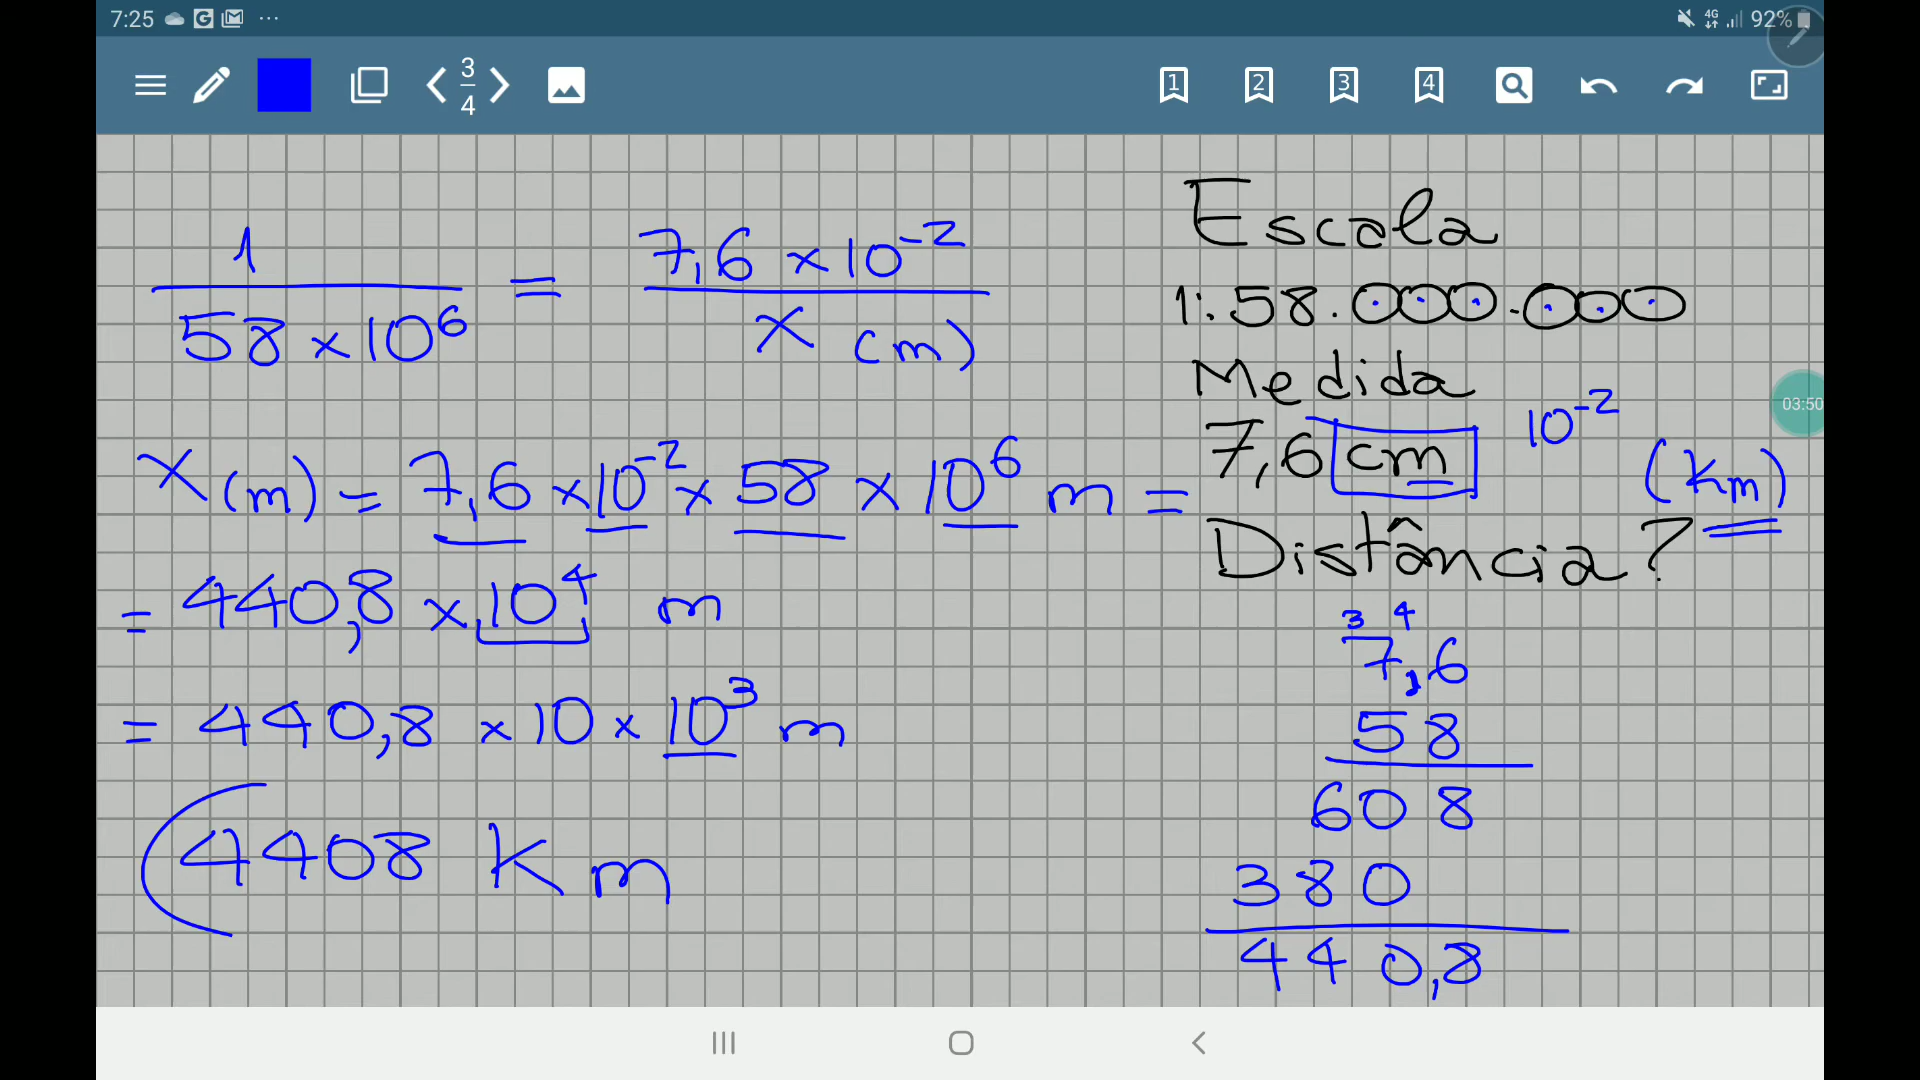 7:25 G M ... 4G 92%
3
4
1 2 3 4
1 = 7,6 × 10⁻²
58 × 10⁶ X (m)
X (m) = 7,6 × 10⁻² × 58 × 10⁶ m =
= 440,8 × 10⁴ m
= 440,8 × 10 × 10³ m
4408 Km
Escala
1:58.000.000
Medida
7,6 cm 10⁻² (Km)
Distância?
3 4
7,6
58
608
380
440,8
03:50